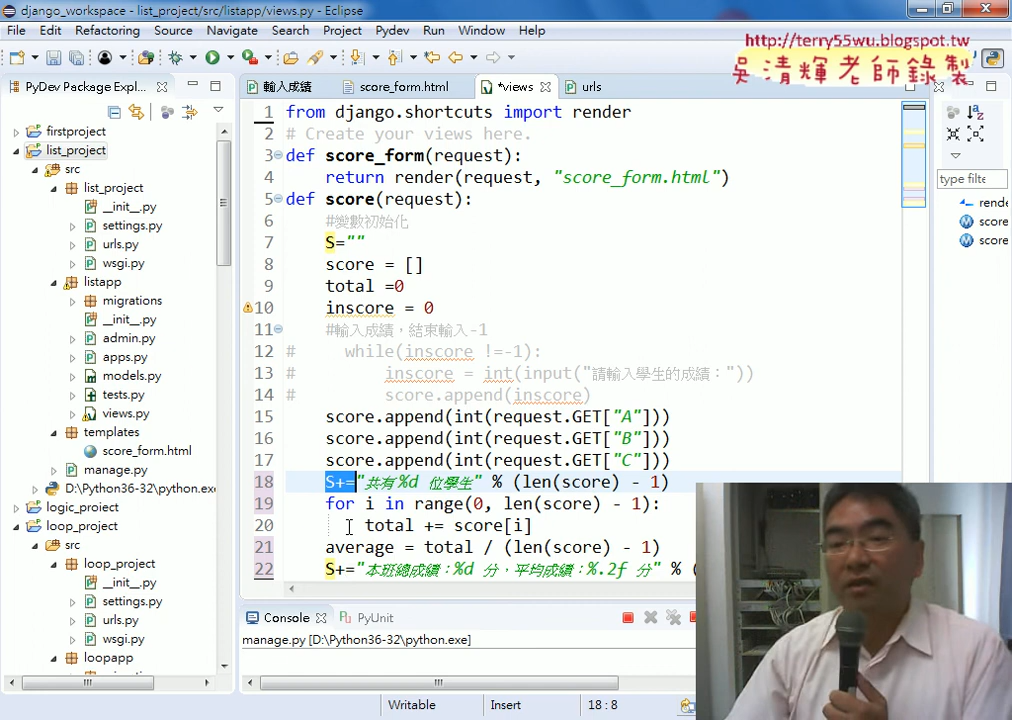 django_workspace - list_project/src/listapp/views.py - Eclipse
File Edit Refactoring Source Navigate Search Project Pydev Run Window Help
http://terry55wu.blogspot.tw
吳清輝老師錄製
PyDev Package Expl...
輸入成績
score_form.html
*views
urls
firstproject
list_project
src
list_project
__init__.py
settings.py
urls.py
wsgi.py
listapp
migrations
__init__.py
admin.py
apps.py
models.py
tests.py
views.py
templates
score_form.html
manage.py
D:\Python36-32\python.exe
logic_project
loop_project
src
loop_project
__init__.py
settings.py
urls.py
wsgi.py
loopapp
1 from django.shortcuts import render
2 # Create your views here.
3 def score_form(request):
4 return render(request, "score_form.html")
5 def score(request):
6 #變數初始化
7 S=""
8 score = []
9 total =0
10 inscore = 0
11 #輸入成績，結束輸入-1
12 # while(inscore !=-1):
13 # inscore = int(input("請輸入學生的成績："))
14 # score.append(inscore)
15 score.append(int(request.GET["A"]))
16 score.append(int(request.GET["B"]))
17 score.append(int(request.GET["C"]))
18 S+="共有%d 位學生" % (len(score) - 1)
19 for i in range(0, len(score) - 1):
20 total += score[i]
21 average = total / (len(score) - 1)
22 S+="本班總成績：%d 分，平均成績：%.2f 分" % (
type filte
rende
score
score
Console
PyUnit
manage.py [D:\Python36-32\python.exe]
Writable
Insert
18 : 8